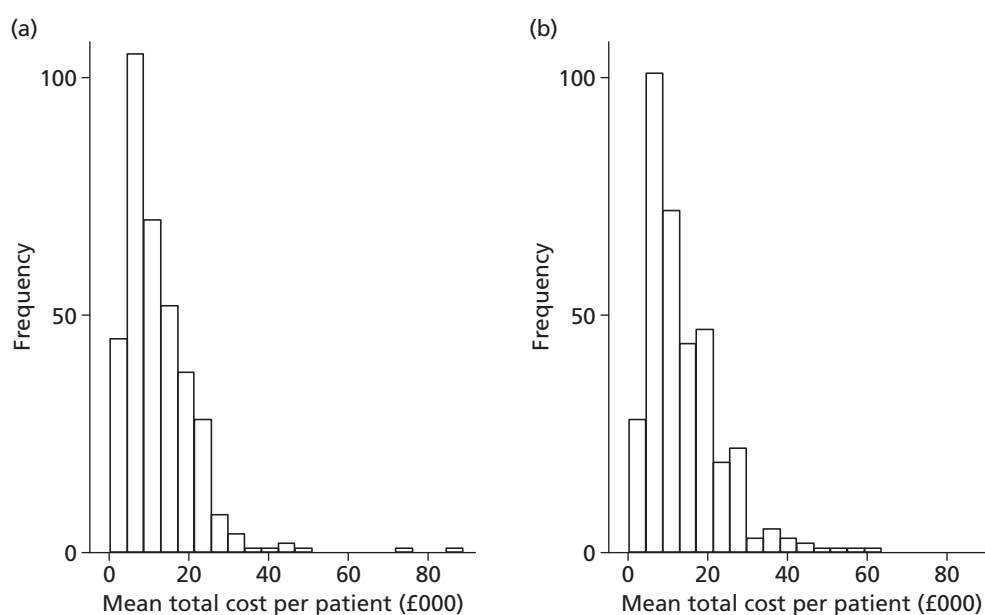 (a)
100
50
0
Frequency
0 20 40 60 80
Mean total cost per patient (£000)
(b)
100
50
0
Frequency
0 20 40 60 80
Mean total cost per patient (£000)